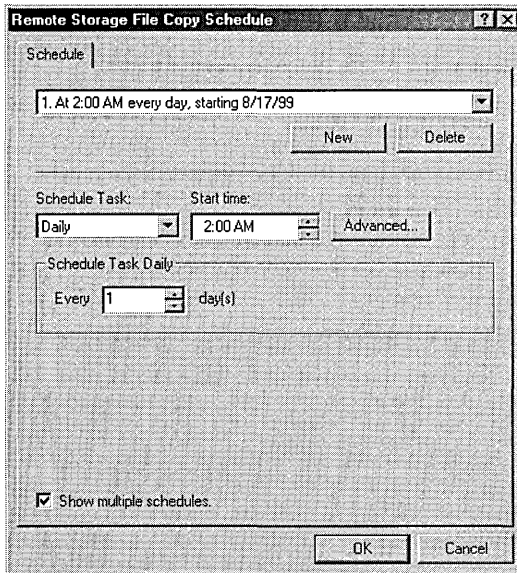 Remote Storage File Copy Schedule
Schedule
1. At 2:00 AM every day, starting 8/17/99
New Delete
Schedule Task: Start time:
Daily 2:00 AM Advanced...
Schedule Task Daily
Every 1 day(s)
Show multiple schedules.
OK Cancel